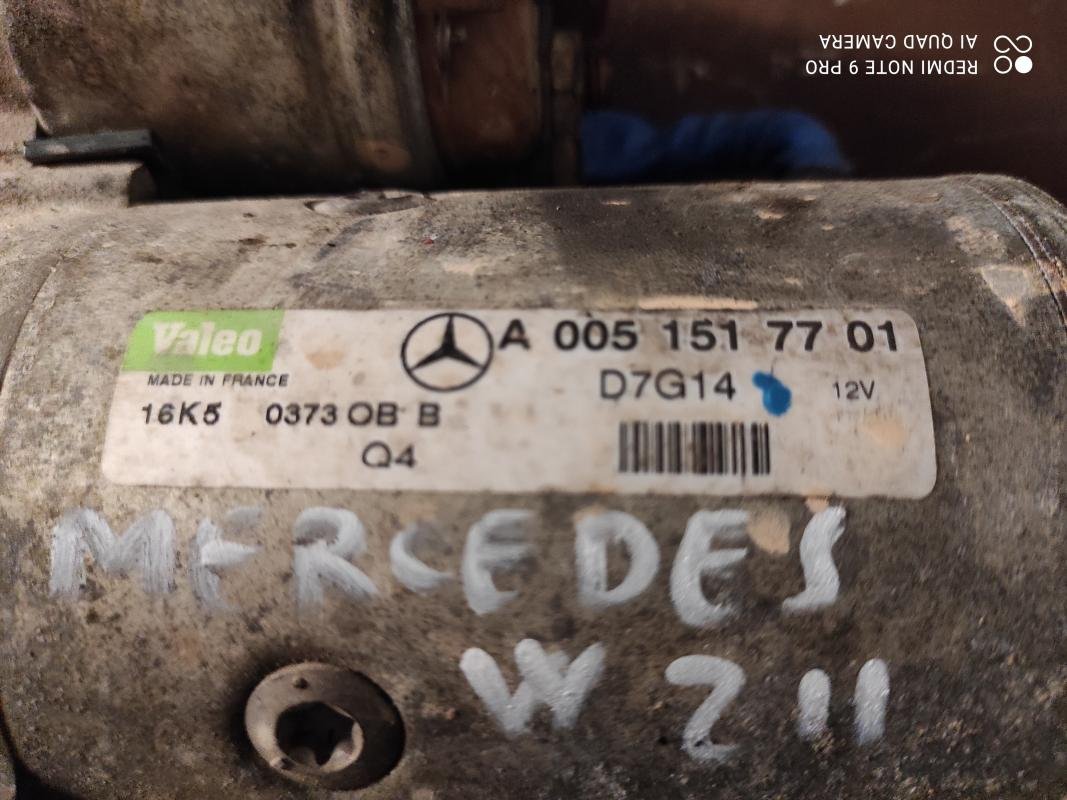 REDMI NOTE 9 PRO
AI QUAD CAMERA
Valeo
MADE IN FRANCE
A 005 151 77 01
D7G14
12V
16K5 0373 OB B
Q4
MERCEDES
W 211